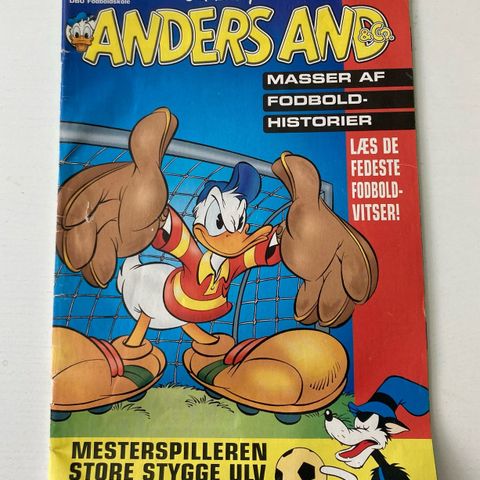 DBU Fodboldskole
ANDERS AND
& Co.
MASSER AF
FODBOLD-
HISTORIER
LÆS DE
FEDESTE
FODBOLD-
VITSER!
MESTERSPILLEREN
STORE STYGGE ULV